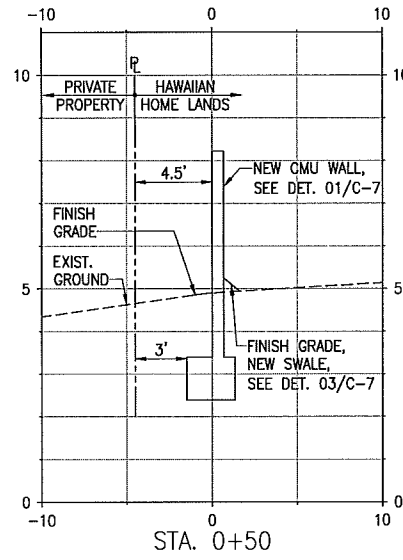 -10 0 10
PL
10 10
PRIVATE PROPERTY
HAWAIIAN HOME LANDS
4.5'
NEW CMU WALL,
SEE DET. 01/C-7
FINISH
GRADE
EXIST.
GROUND
5 5
3'
FINISH GRADE,
NEW SWALE,
SEE DET. 03/C-7
0 0
-10 0 10
STA. 0+50